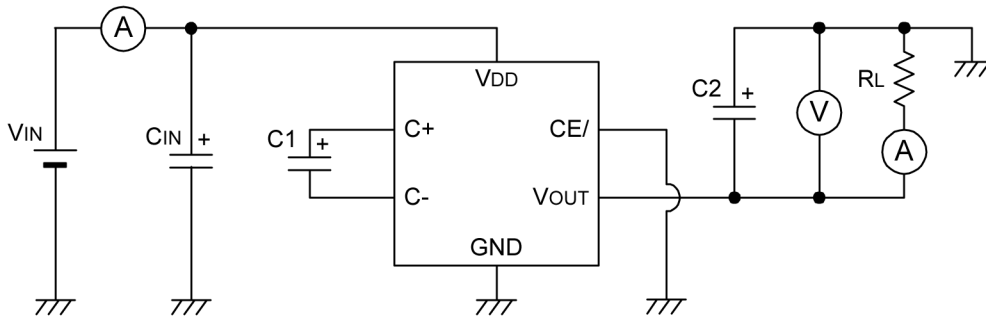 A
VDD
VIN
CIN +
C1 +
C+
C-
GND
CE/
VOUT
C2 +
V
RL
A